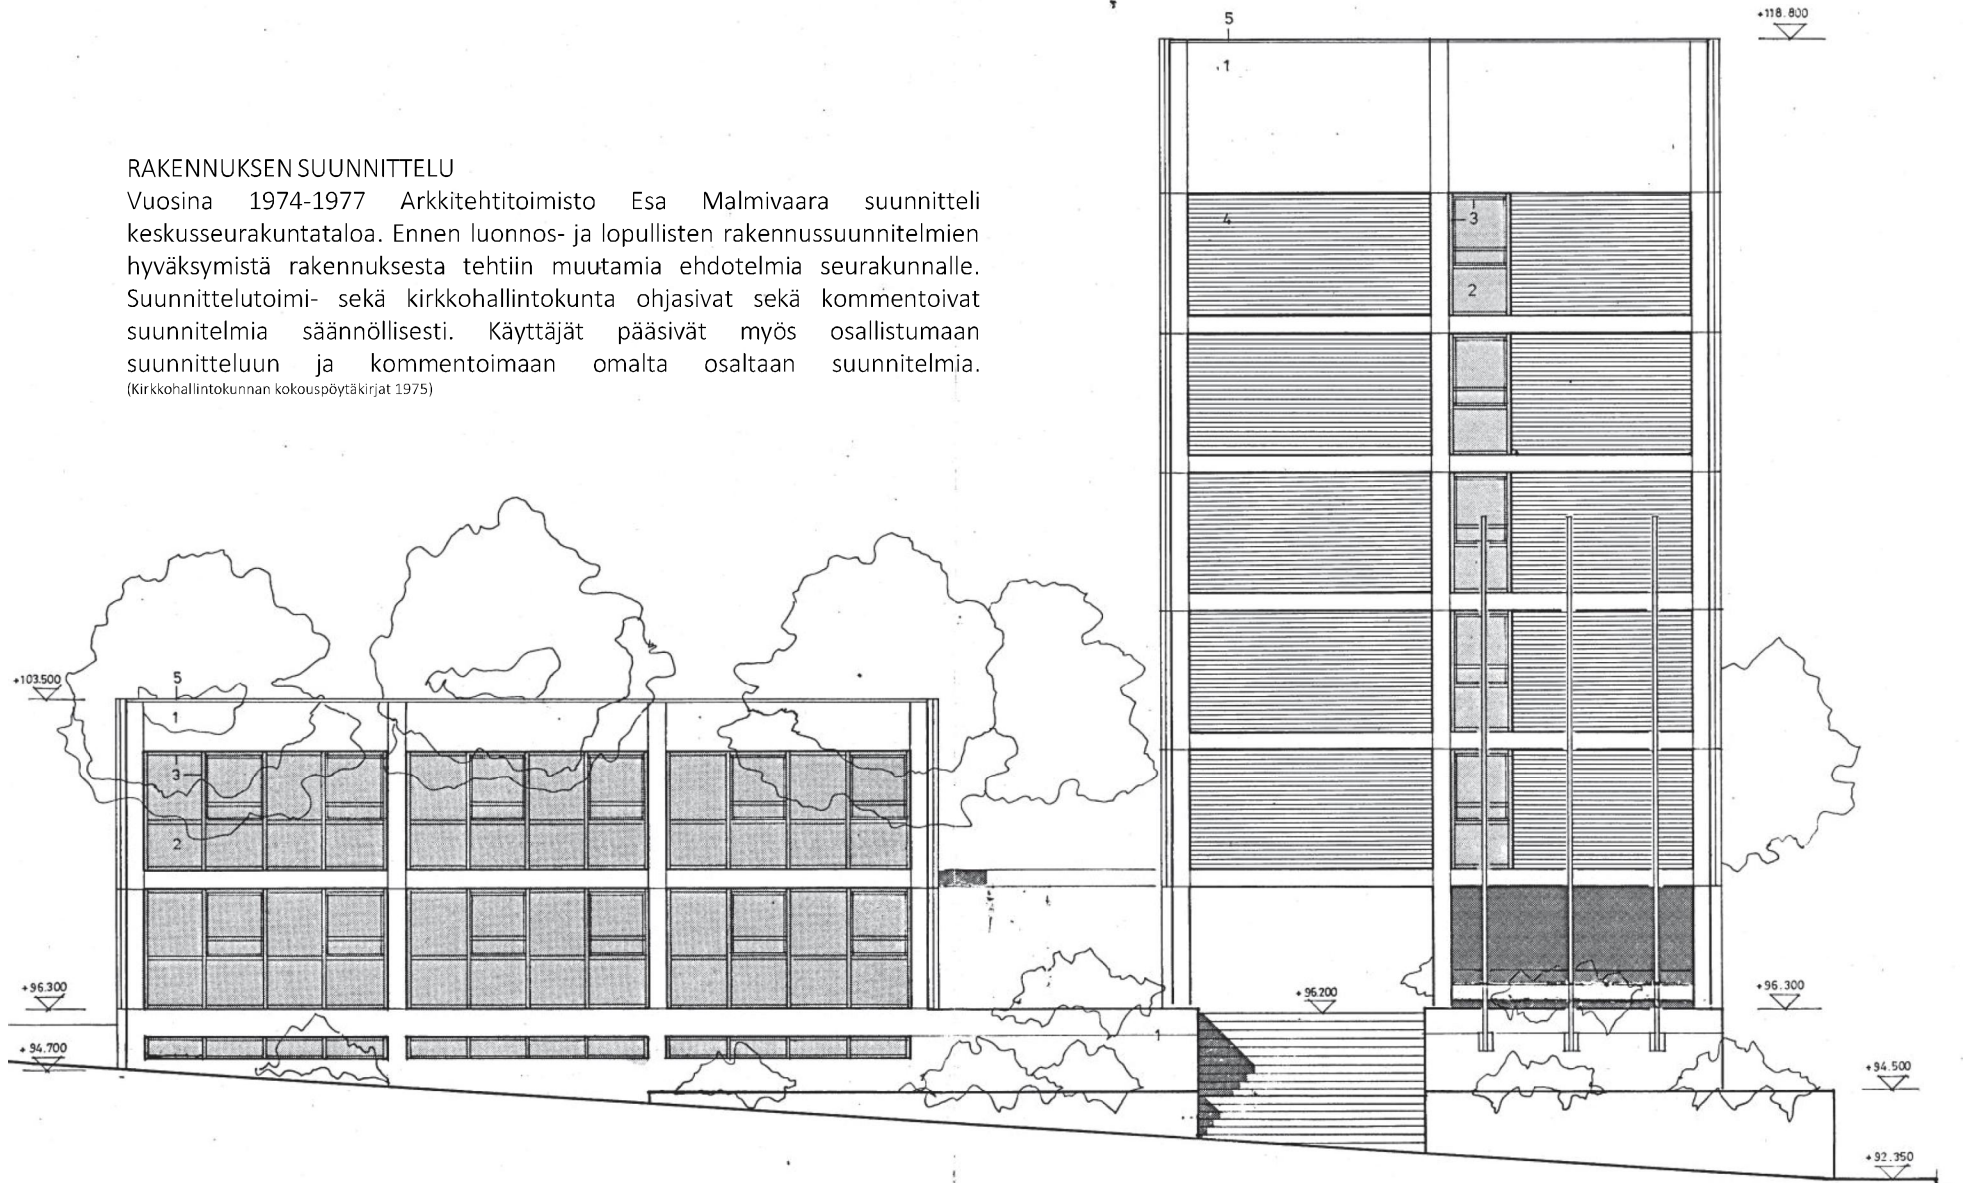 5
+118.800
1
RAKENNUKSEN SUUNNITTELU
Vuosina 1974-1977 Arkkitehtitoimisto Esa Malmivaara suunnitteli
keskusseurakuntataloa. Ennen luonnos- ja lopullisten rakennussuunnitelmien
hyväksymistä rakennuksesta tehtiin muutamia ehdotelmia seurakunnalle.
Suunnittelutoimi- sekä kirkkohallintokunta ohjasivat sekä kommentoivat
suunnitelmia säännöllisesti. Käyttäjät pääsivät myös osallistumaan
suunnitteluun ja kommentoimaan omalta osaltaan suunnitelmia.
(Kirkkohallintokunnan kokouspöytäkirjat 1975)
4
3
2
+103.500
5
1
3
2
+96.300
+96.200
+96.300
1
+94.700
+94.500
+92.350